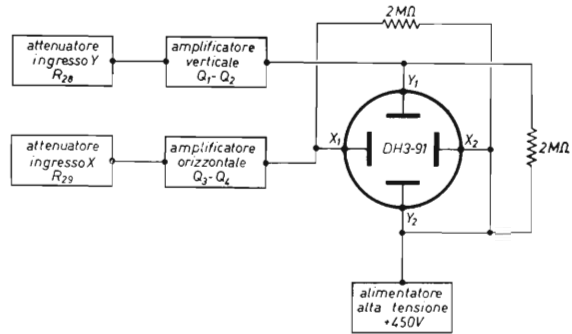 2MΩ
attenuatore
ingresso Y
R28
amplificatore
verticale
Q1-Q2
Y1
attenuatore
ingresso X
R29
amplificatore
orizzontale
Q3-Q4
X1
DH3-91
X2
2MΩ
Y2
alimentatore
alta tensione
+450V